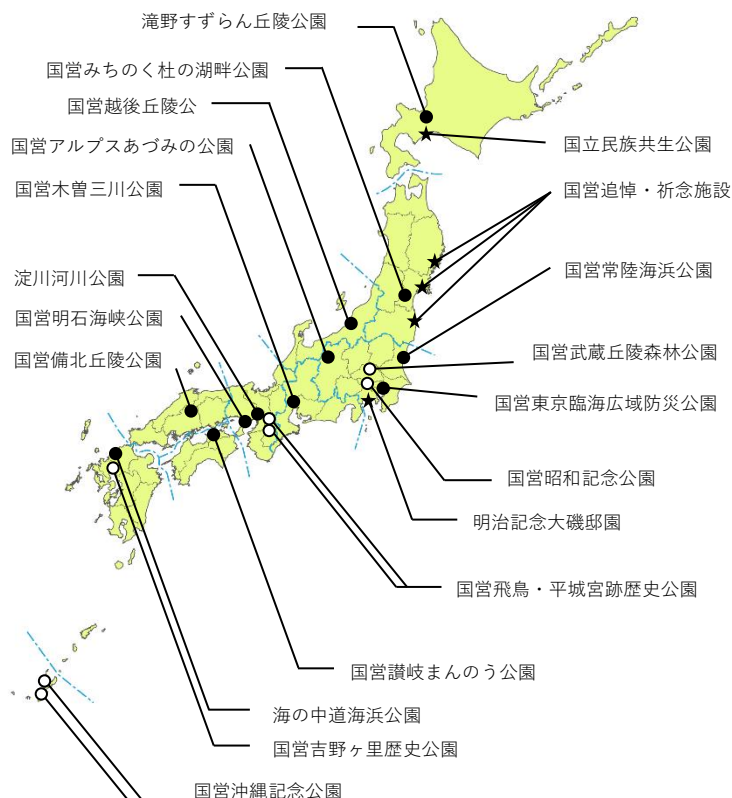 滝野すずらん丘陵公園
国営みちのく杜の湖畔公園
国営越後丘陵公
国立民族共生公園
国営アルプスあづみの公園
国営木曽三川公園
国営追悼・祈念施設
淀川河川公園
国営常陸海浜公園
国営明石海峡公園
国営備北丘陵公園
国営武蔵丘陵森林公園
国営東京臨海広域防災公園
国営昭和記念公園
明治記念大磯邸園
国営飛鳥・平城宮跡歴史公園
国営讃岐まんのう公園
海の中道海浜公園
国営吉野ヶ里歴史公園
国営沖縄記念公園